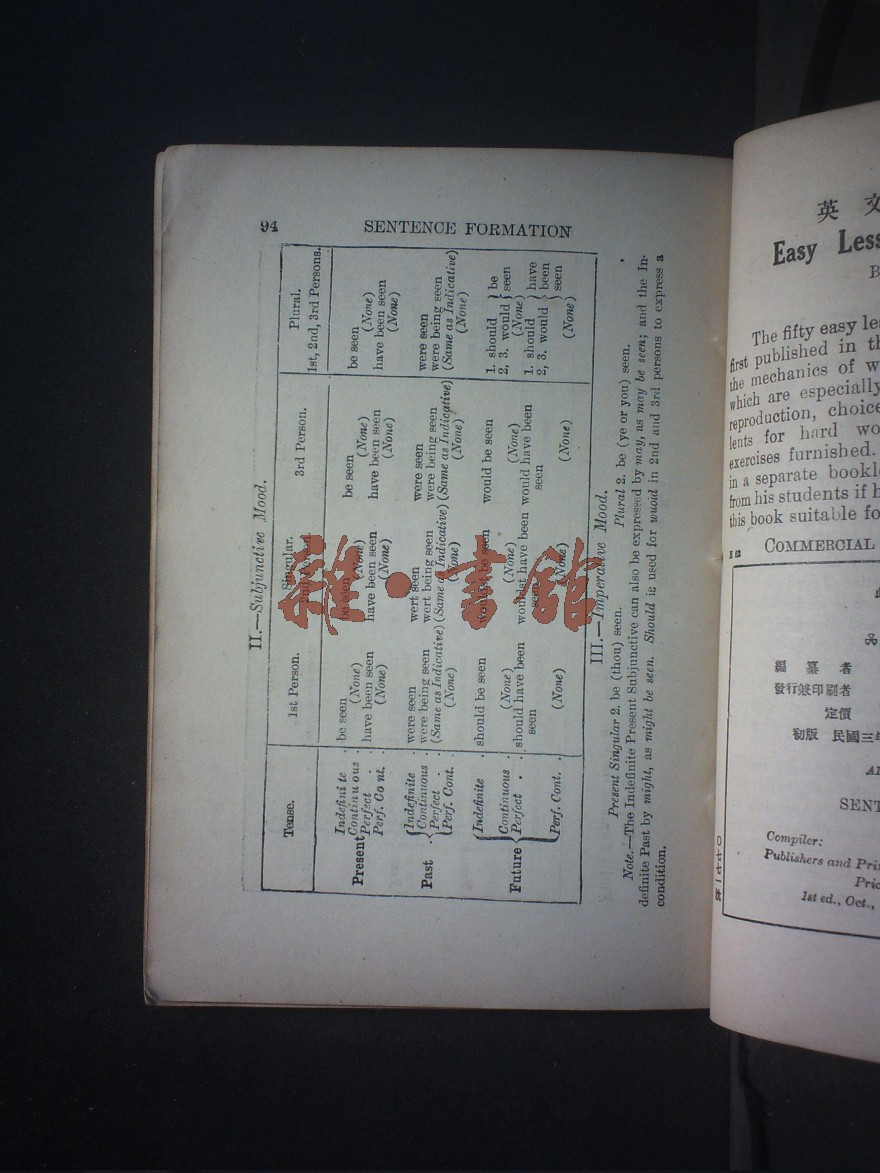 94 SENTENCE FORMATION
II.—Subjunctive Mood.
Tense. 1st Person. Singular. 3rd Person. Plural. 1st, 2nd, 3rd Persons.
Present Indefinite . be seen be seen be seen be seen
Continuous . (None) (None) (None) (None)
Perfect . have been seen have been seen have been seen have been seen
Perf. Cont. . (None) (None) (None) (None)
Past Indefinite . were seen wert seen were seen were seen
Continuous . were being seen wert being seen were being seen were being seen
Perfect . (Same as Indicative) (Same as Indicative) (Same as Indicative) (Same as Indicative)
Perf. Cont. (None) (None) (None) (None)
Future Indefinite . should be seen wouldst be seen would be seen 1. should 2, 3. would } be seen
Continuous . (None) (None) (None) (None)
Perfect . . should have been seen wouldst have been seen would have been seen 1. should 2, 3. would } have been seen
Perf. Cont. . (None) (None) (None) (None)
III.—Imperative Mood.
Present Singular 2. be (thou) seen. Plural 2. be (ye or you) seen.
Note.—The Indefinite Present Subjunctive can also be expressed by may, as may be seen; and the In-
definite Past by might, as might be seen. Should is used for would in 2nd and 3rd persons to express a
condition.
英 文
Easy Less
B
The fifty easy les
first published in th
the mechanics of w
which are especially
reproduction, choice
lents for hard wo
exercises furnished.
in a separate bookle
from his students if h
this book suitable fo
COMMERCIAL
編 纂 者
發行兼印刷者
定價
初版 民國三年
SENT
Compiler:
Publishers and Prin
Pric
1st ed., Oct.,